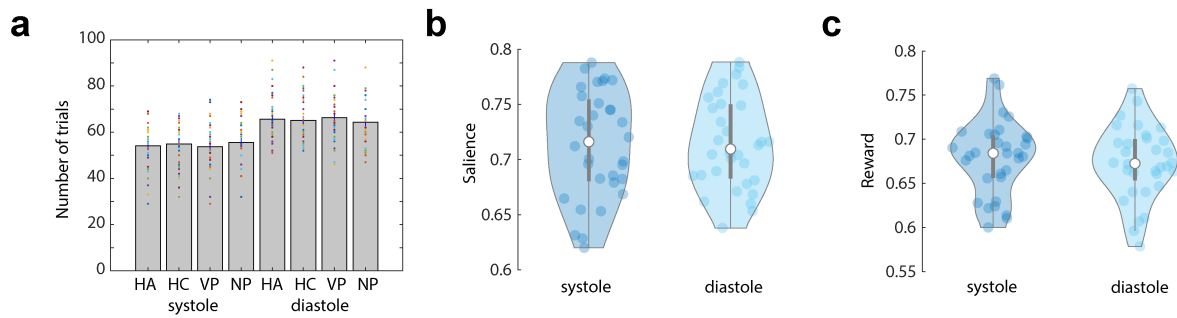 a
Number of trials
100
80
60
40
20
0
HA HC VP NP HA HC VP NP
systole diastole
b
Salience
0.8
0.75
0.7
0.65
0.6
systole diastole
c
Reward
0.8
0.75
0.7
0.65
0.6
0.55
systole diastole